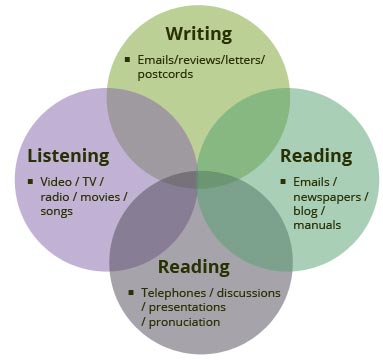 Writing
▪ Emails/reviews/letters/
postcords
Listening
▪ Video / TV /
radio / movies /
songs
Reading
▪ Emails /
newspapers /
blog /
manuals
Reading
▪ Telephones / discussions
/ presentations
/ pronuciation